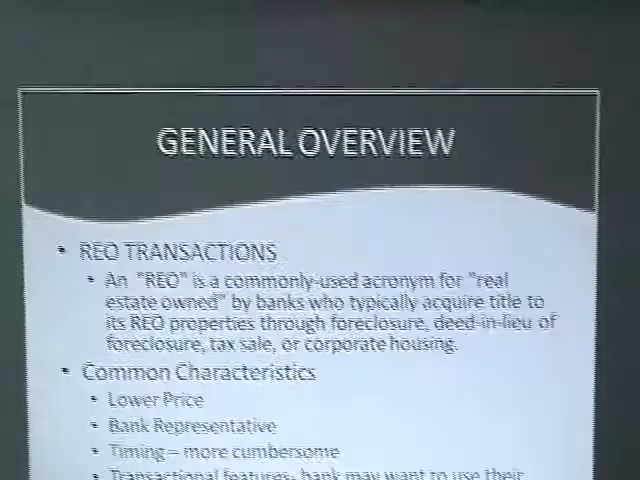 GENERAL OVERVIEW
• REO TRANSACTIONS
• An "REO" is a commonly-used acronym for "real
estate owned" by banks who typically acquire title to
its REO properties through foreclosure, deed-in-lieu of
foreclosure, tax sale, or corporate housing.
• Common Characteristics
• Lower Price
• Bank Representative
• Timing – more cumbersome
• Transactional features- bank may want to use their